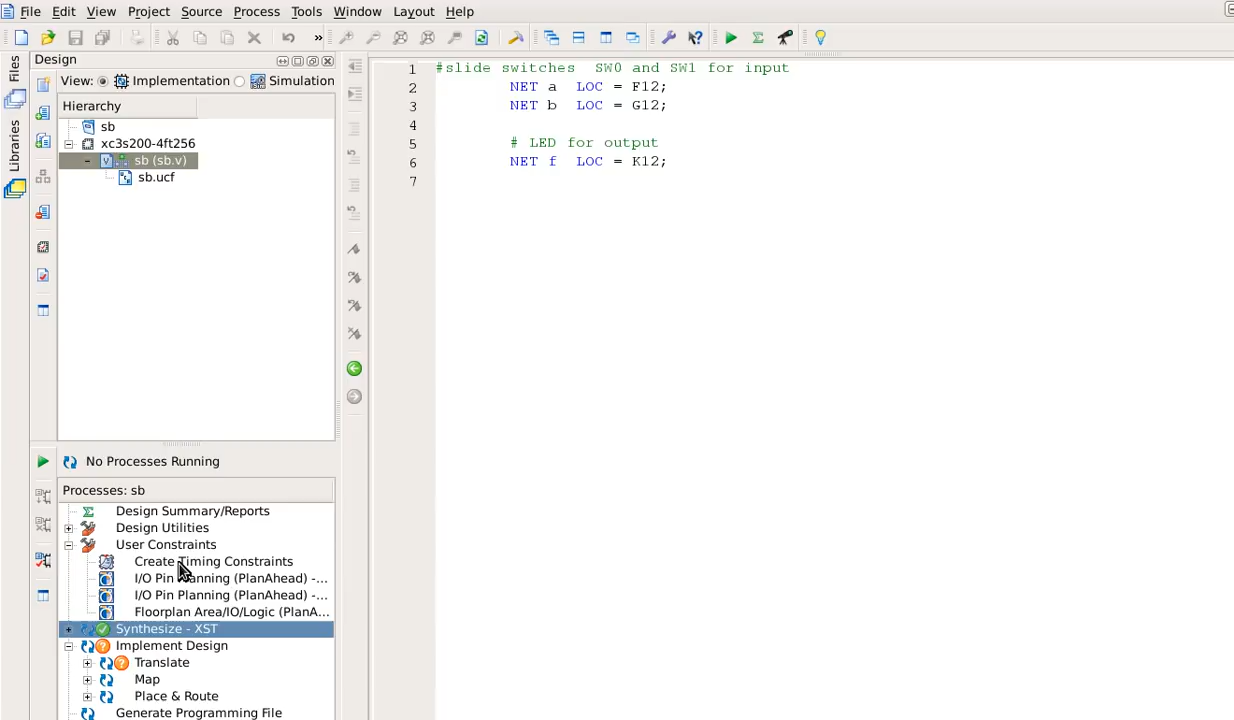 File Edit View Project Source Process Tools Window Layout Help
»
Design
View: Implementation Simulation
Hierarchy
sb
xc3s200-4ft256
sb (sb.v)
sb.ucf
Files
Libraries
No Processes Running
Processes: sb
Design Summary/Reports
Design Utilities
User Constraints
Create Timing Constraints
I/O Pin Planning (PlanAhead) -...
I/O Pin Planning (PlanAhead) -...
Floorplan Area/IO/Logic (PlanA...
Synthesize - XST
Implement Design
Translate
Map
Place & Route
Generate Programming File
1 #slide switches SW0 and SW1 for input
2 NET a LOC = F12;
3 NET b LOC = G12;
4
5 # LED for output
6 NET f LOC = K12;
7